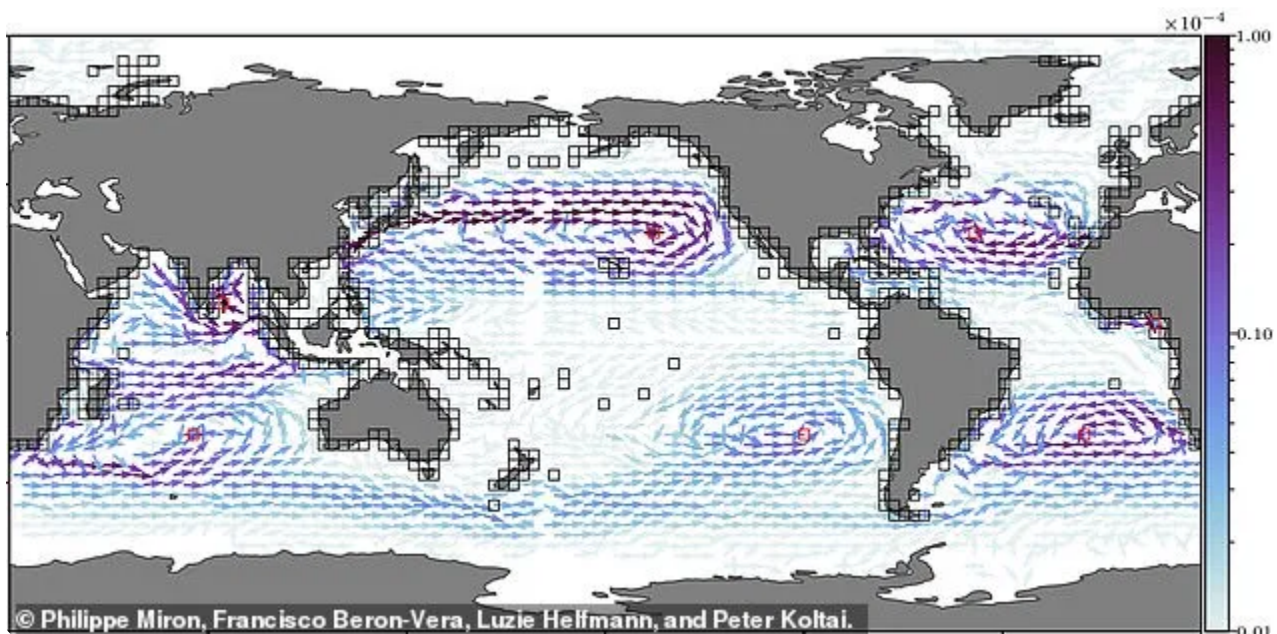 ×10⁻⁴
1.00
0.10
0.01
© Philippe Miron, Francisco Beron-Vera, Luzie Helfmann, and Peter Koltai.